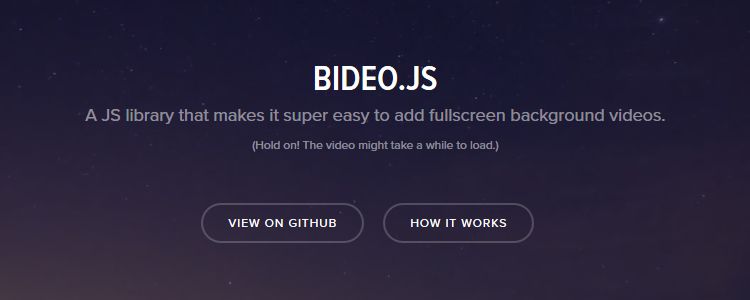 BIDEO.JS
A JS library that makes it super easy to add fullscreen background videos.
(Hold on! The video might take a while to load.)
VIEW ON GITHUB
HOW IT WORKS